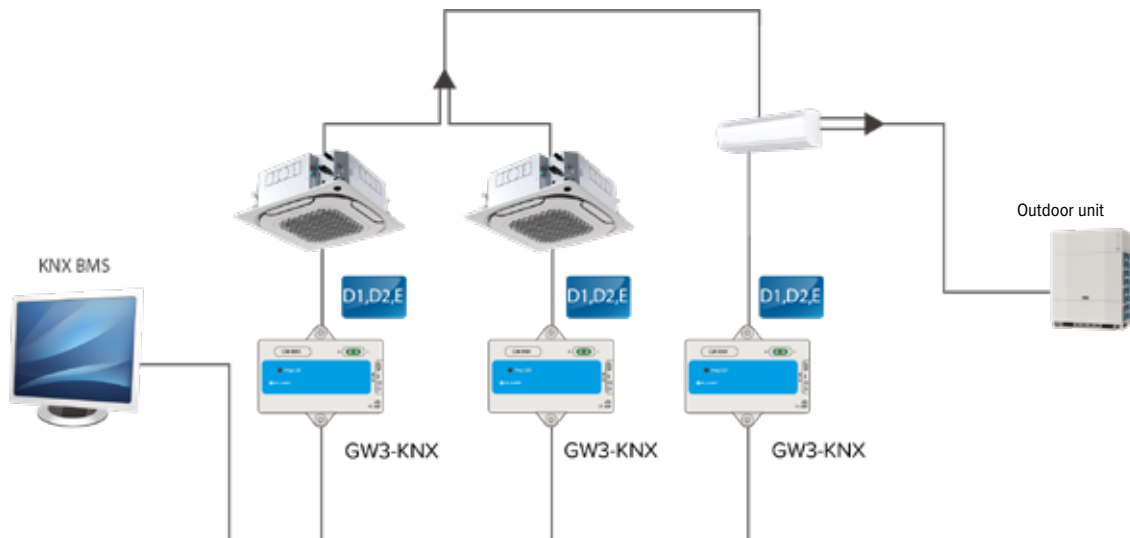 Outdoor unit
KNX BMS
D1,D2,E
D1,D2,E
D1,D2,E
GW3-KNX
GW3-KNX
GW3-KNX